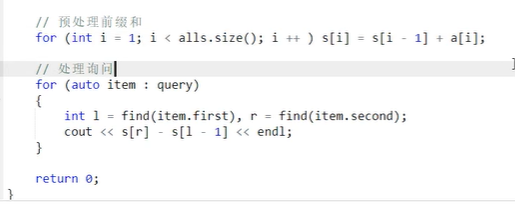 // 预处理前缀和
for (int i = 1; i < alls.size(); i ++ ) s[i] = s[i - 1] + a[i];
// 处理询问
for (auto item : query)
{
int l = find(item.first), r = find(item.second);
cout << s[r] - s[l - 1] << endl;
}
return 0;
}